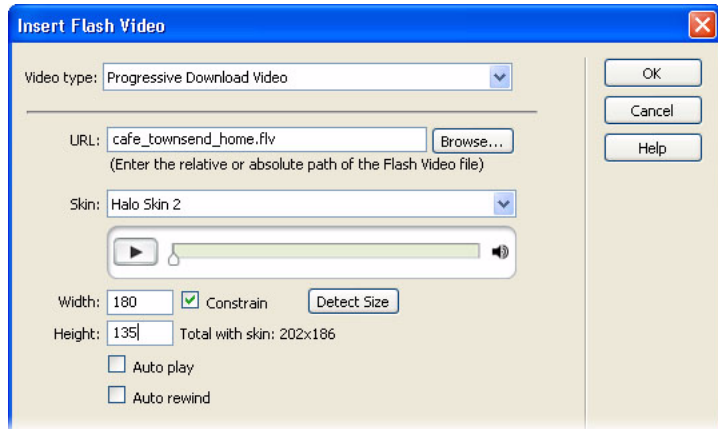 Insert Flash Video
Video type: Progressive Download Video
OK
Cancel
Help
URL: cafe_townsend_home.flv Browse...
(Enter the relative or absolute path of the Flash Video file)
Skin: Halo Skin 2
Width: 180 Constrain Detect Size
Height: 135 Total with skin: 202x186
Auto play
Auto rewind